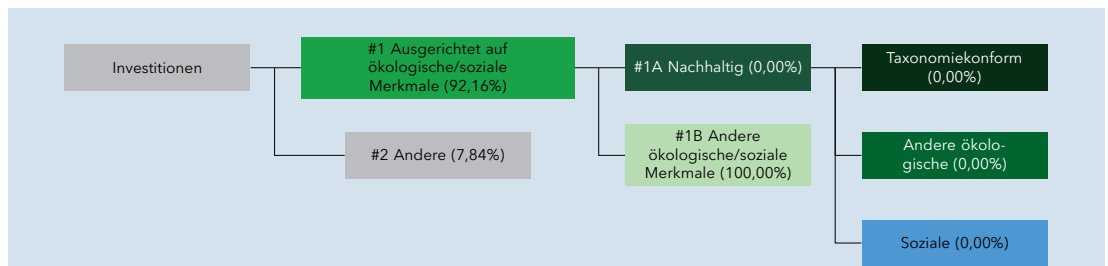 Investitionen
#1 Ausgerichtet auf
ökologische/soziale
Merkmale (92,16%)
#2 Andere (7,84%)
#1A Nachhaltig (0,00%)
#1B Andere
ökologische/soziale
Merkmale (100,00%)
Taxonomiekonform
(0,00%)
Andere ökolo-
gische (0,00%)
Soziale (0,00%)